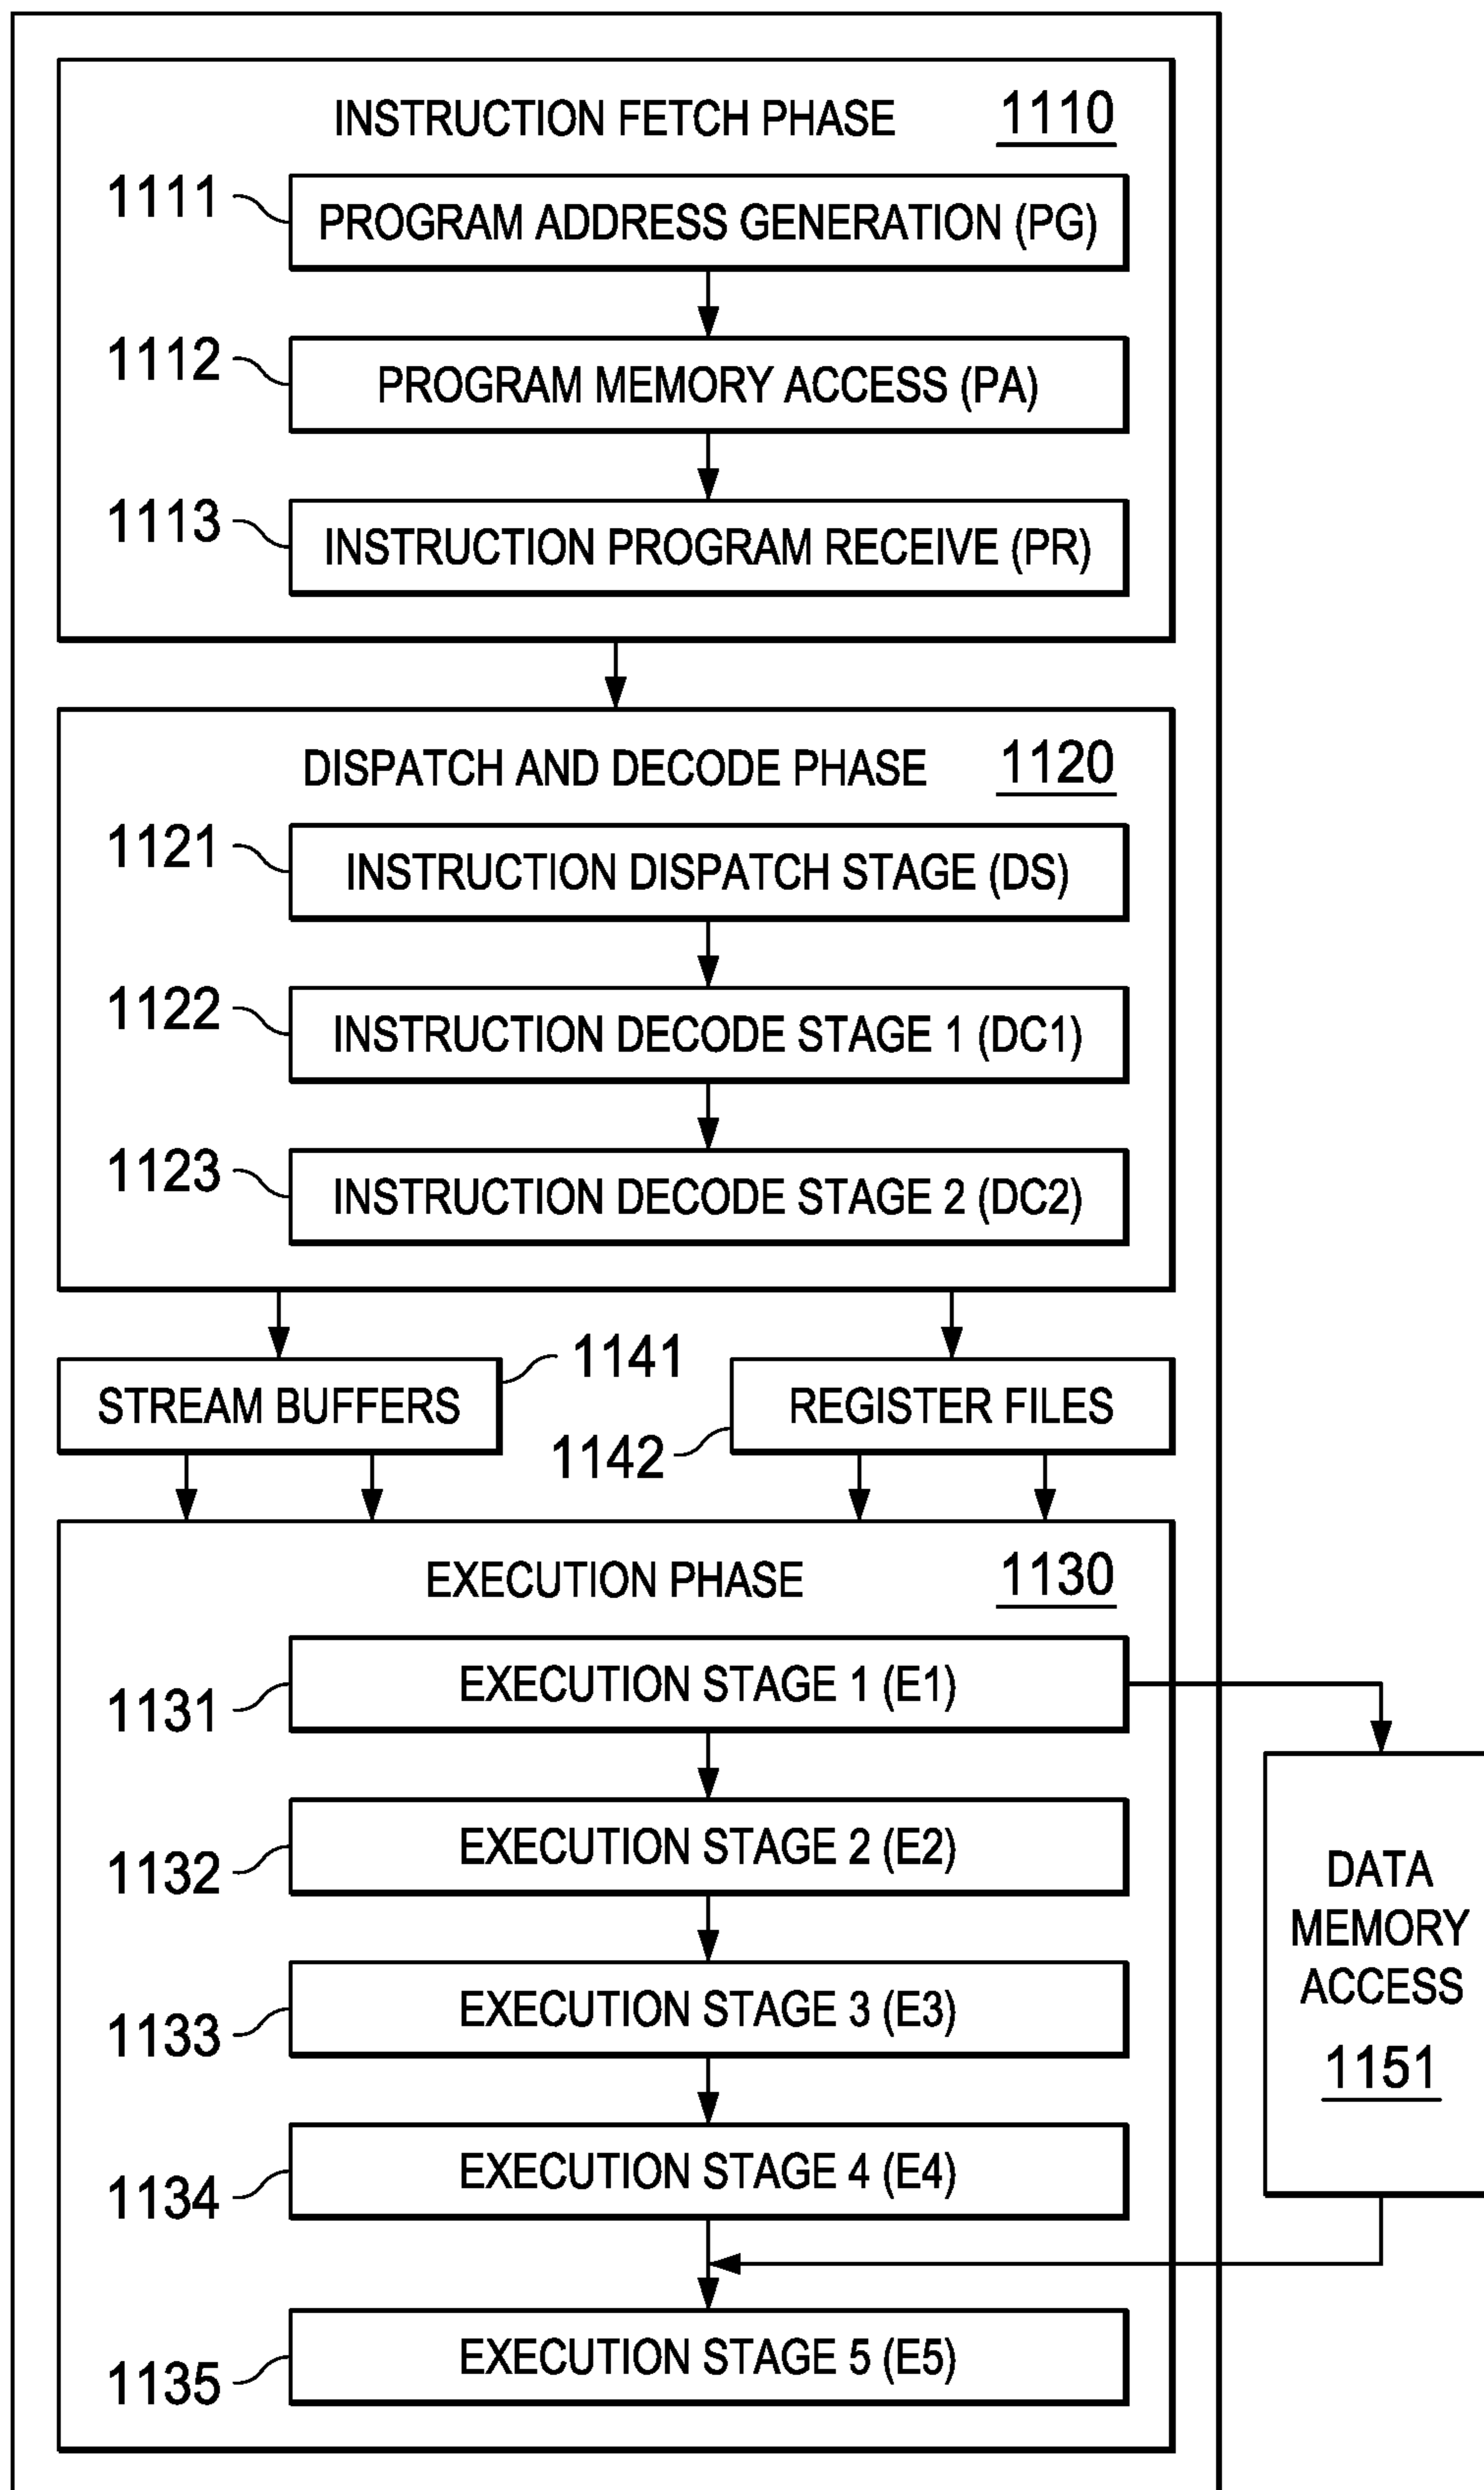 INSTRUCTION FETCH PHASE 1110
1111 PROGRAM ADDRESS GENERATION (PG)
1112 PROGRAM MEMORY ACCESS (PA)
1113 INSTRUCTION PROGRAM RECEIVE (PR)
DISPATCH AND DECODE PHASE 1120
1121 INSTRUCTION DISPATCH STAGE (DS)
1122 INSTRUCTION DECODE STAGE 1 (DC1)
1123 INSTRUCTION DECODE STAGE 2 (DC2)
STREAM BUFFERS 1141
1142 REGISTER FILES
EXECUTION PHASE 1130
1131 EXECUTION STAGE 1 (E1)
1132 EXECUTION STAGE 2 (E2)
1133 EXECUTION STAGE 3 (E3)
1134 EXECUTION STAGE 4 (E4)
1135 EXECUTION STAGE 5 (E5)
DATA
MEMORY
ACCESS
1151